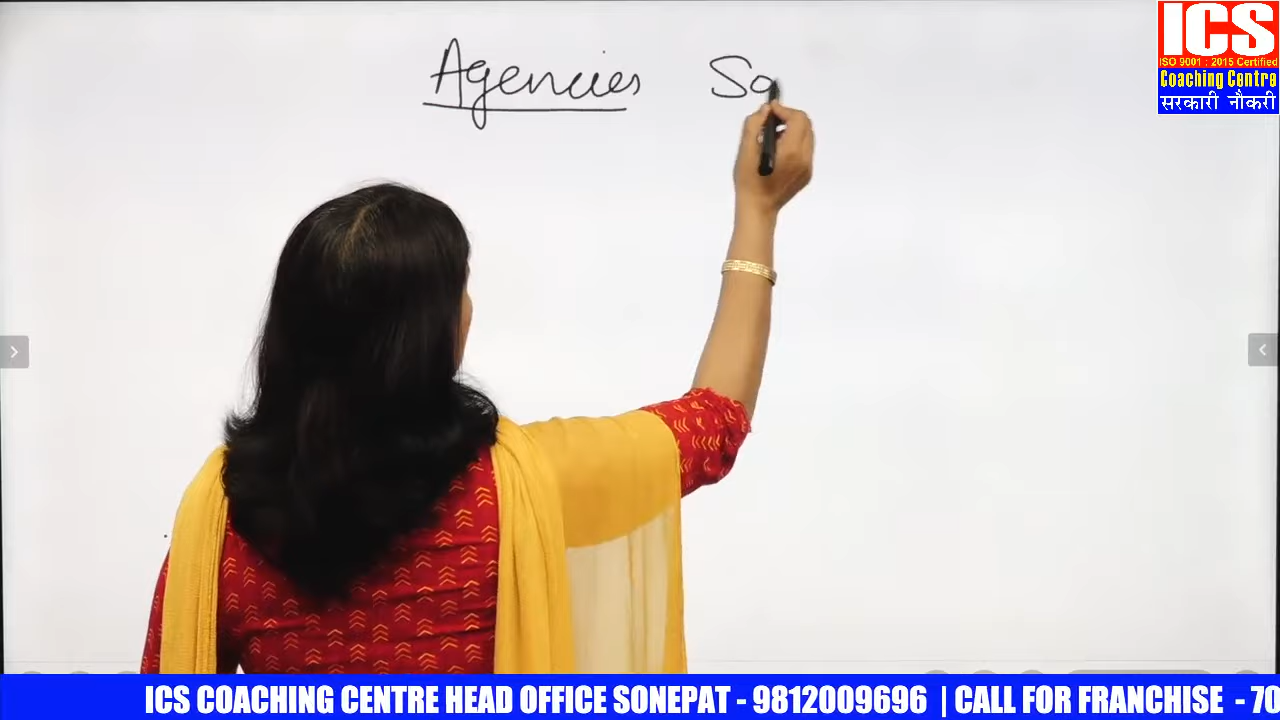 Agencies So
ICS
ISO 9001 : 2015 Certified
Coaching Centre
सरकारी नौकरी
ICS COACHING CENTRE HEAD OFFICE SONEPAT - 9812009696 | CALL FOR FRANCHISE - 70